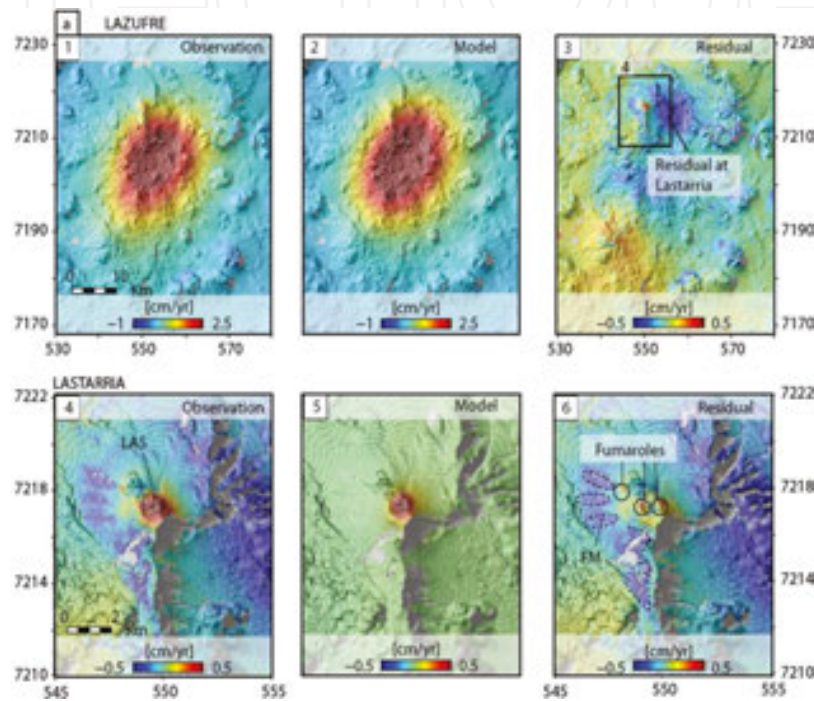 a LAZUFRE
1 Observation
2 Model
3 Residual
7230
7210
7190
7170
7230
7210
7190
7170
4
Residual at
Lastarria
0 10
Km
[cm/yr]
−1 2.5
[cm/yr]
−1 2.5
[cm/yr]
−0.5 0.5
530 550 570
530 550 570
LASTARRIA
4 Observation
5 Model
6 Residual
7222
7218
7214
7210
7222
7218
7214
7210
LAS
Fumaroles
FM
0 2
Km
[cm/yr]
−0.5 0.5
[cm/yr]
−0.5 0.5
[cm/yr]
−0.5 0.5
545 550 555
545 550 555